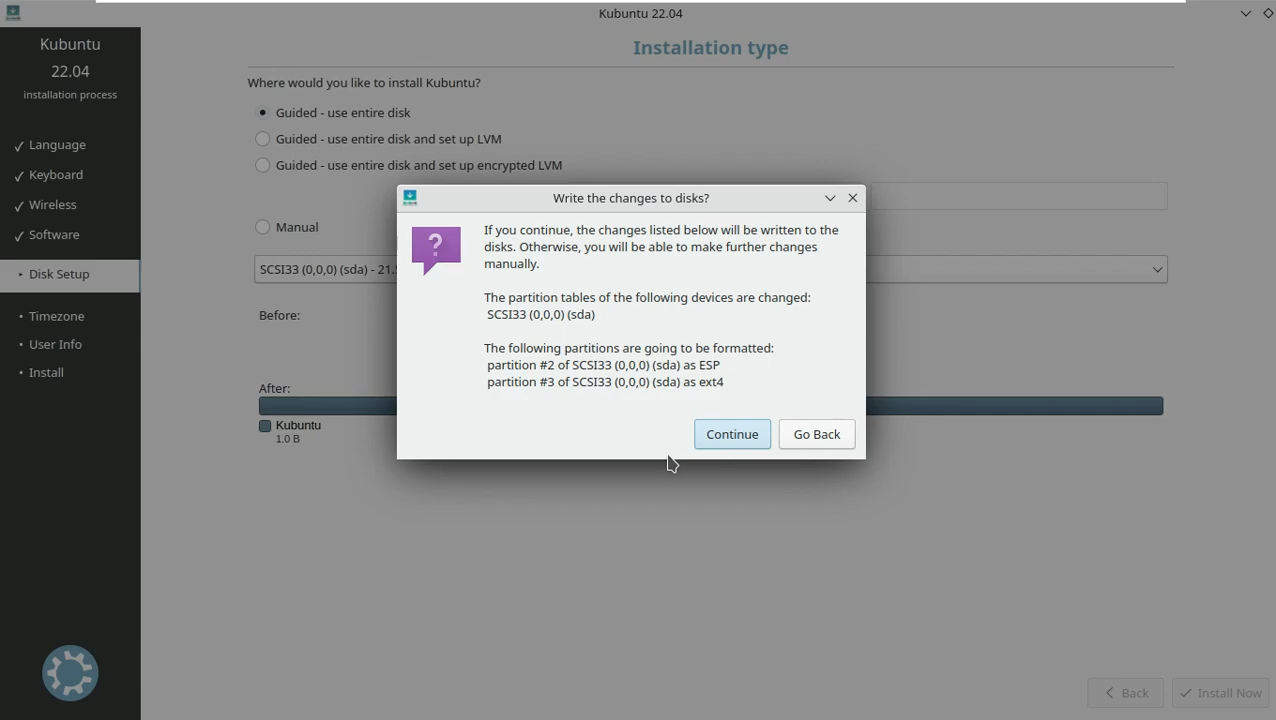 Kubuntu 22.04
Kubuntu
22.04
installation process
✓ Language
✓ Keyboard
✓ Wireless
✓ Software
‣ Disk Setup
• Timezone
• User Info
• Install
Installation type
Where would you like to install Kubuntu?
Guided - use entire disk
Guided - use entire disk and set up LVM
Guided - use entire disk and set up encrypted LVM
Manual
SCSI33 (0,0,0) (sda) - 21.
Before:
After:
Kubuntu
1.0 B
Write the changes to disks?
?
If you continue, the changes listed below will be written to the
disks. Otherwise, you will be able to make further changes
manually.
The partition tables of the following devices are changed:
SCSI33 (0,0,0) (sda)
The following partitions are going to be formatted:
partition #2 of SCSI33 (0,0,0) (sda) as ESP
partition #3 of SCSI33 (0,0,0) (sda) as ext4
Continue
Go Back
Back
Install Now